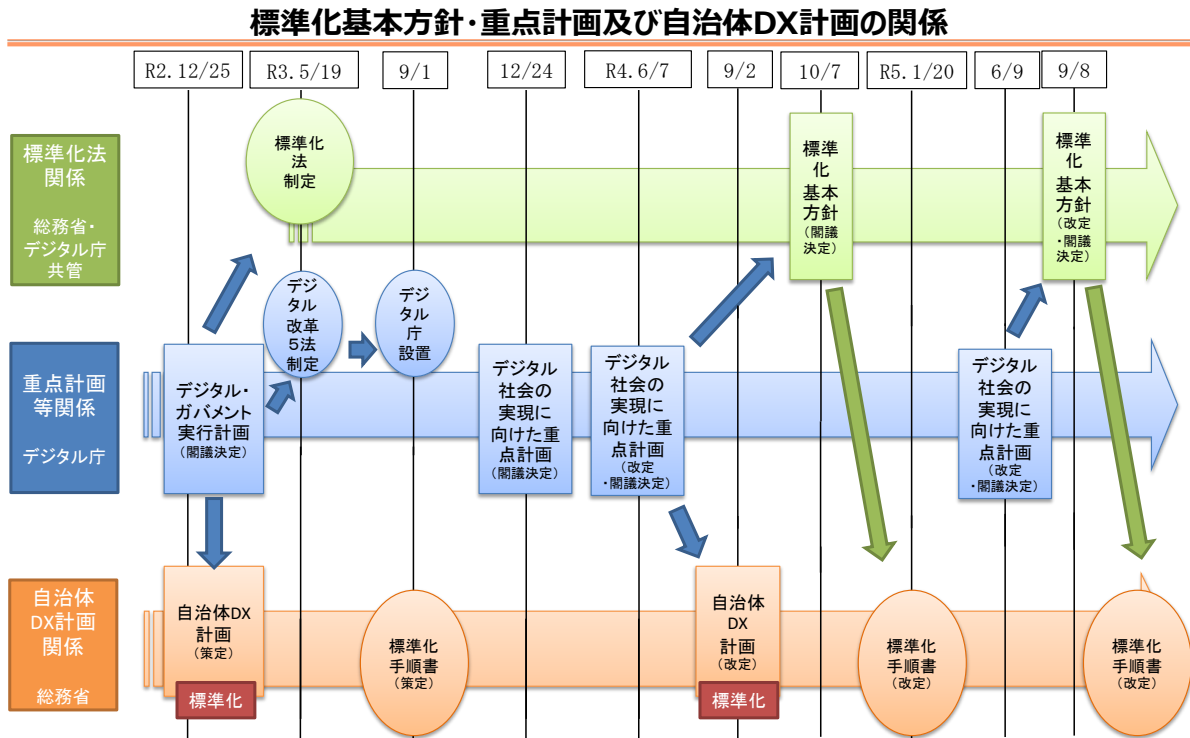 標準化基本方針・重点計画及び自治体DX計画の関係
R2.12/25
R3.5/19
9/1
12/24
R4.6/7
9/2
10/7
R5.1/20
6/9
9/8
標準化法
関係
総務省・
デジタル庁
共管
標準化
法
制定
標準
化
基本
方針
(閣議
決定)
標準
化
基本
方針
(改定
・閣議
決定)
重点計画
等関係
デジタル庁
デジタル・
ガバメント
実行計画
(閣議決定)
デジ
タル
改革
5法
制定
デジ
タル
庁
設置
デジタル
社会の
実現に
向けた重
点計画
(閣議決定)
デジタル
社会の
実現に
向けた重
点計画
(改定
・閣議決定)
デジタル
社会の
実現に
向けた重
点計画
(改定
・閣議決定)
自治体
DX計画
関係
総務省
自治体DX
計画
(策定)
標準化
標準化
手順書
(策定)
自治体
DX
計画
(改定)
標準化
標準化
手順書
(改定)
標準化
手順書
(改定)